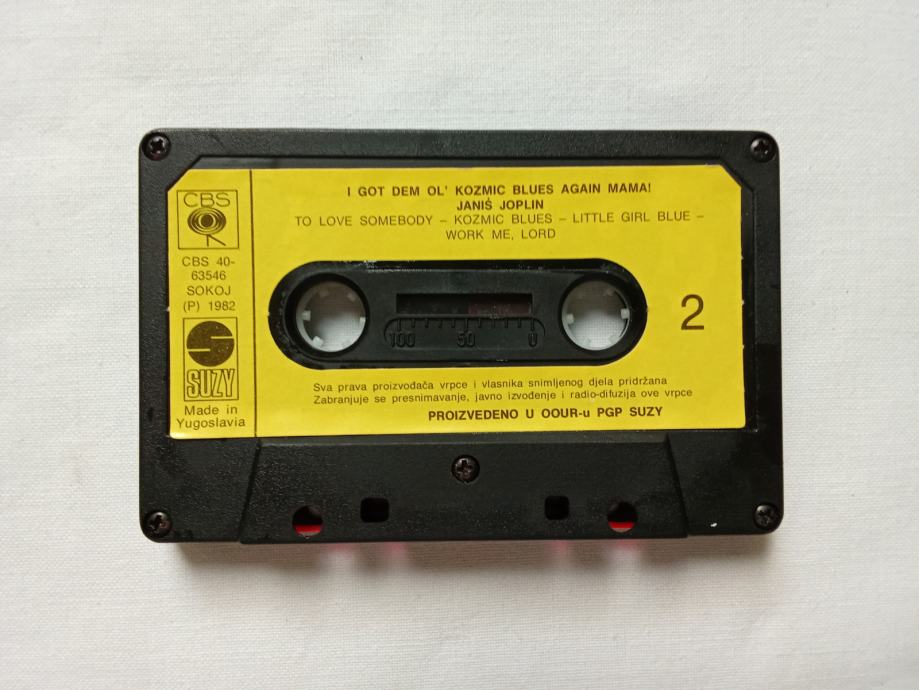 I GOT DEM OL' KOZMIC BLUES AGAIN MAMA!
JANIŠ JOPLIN
TO LOVE SOMEBODY – KOZMIC BLUES – LITTLE GIRL BLUE –
WORK ME, LORD
CBS
CBS 40-
63546
SOKOJ
(P) 1982
SUZY
Made in
Yugoslavia
100 50 0
2
Sva prava proizvođača vrpce i vlasnika snimljenog djela pridržana
Zabranjuje se presnimavanje, javno izvođenje i radio-difuzija ove vrpce
PROIZVEDENO U OOUR-u PGP SUZY